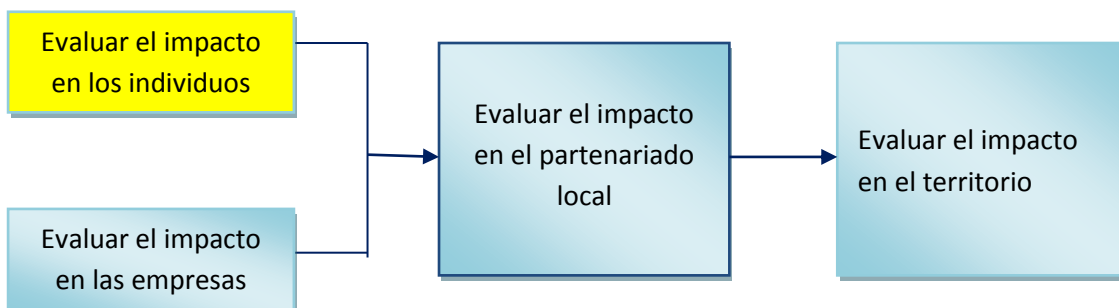 Evaluar el impacto
en los individuos
Evaluar el impacto
en las empresas
Evaluar el impacto
en el partenariado
local
Evaluar el impacto
en el territorio